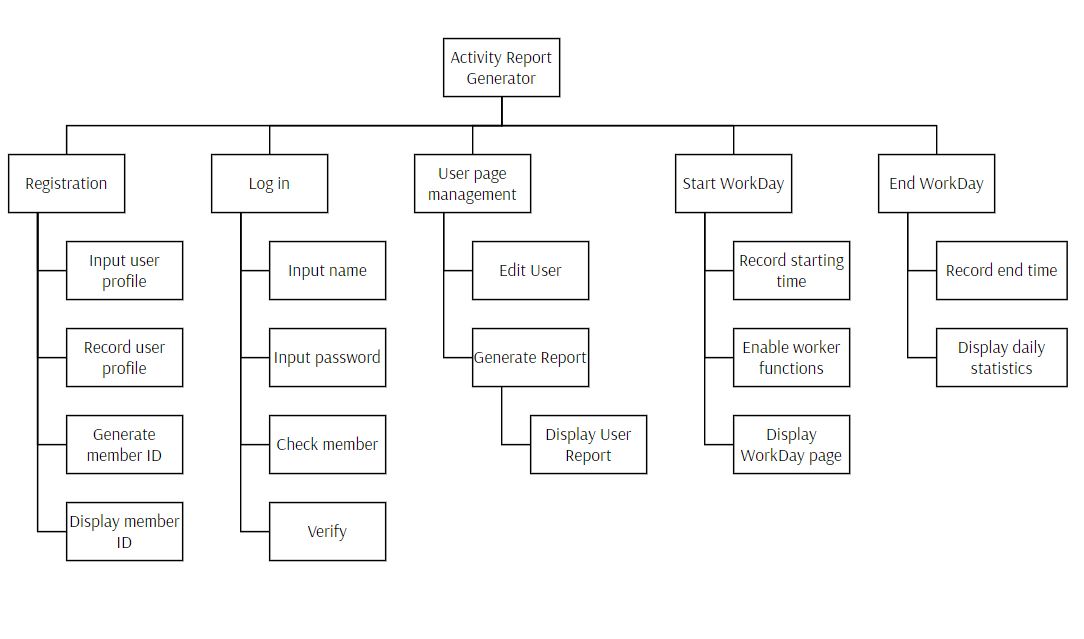 Activity Report
Generator
Registration
Log in
User page
management
Start WorkDay
End WorkDay
Input user
profile
Record user
profile
Generate
member ID
Display member
ID
Input name
Input password
Check member
Verify
Edit User
Generate Report
Display User
Report
Record starting
time
Enable worker
functions
Display
WorkDay page
Record end time
Display daily
statistics